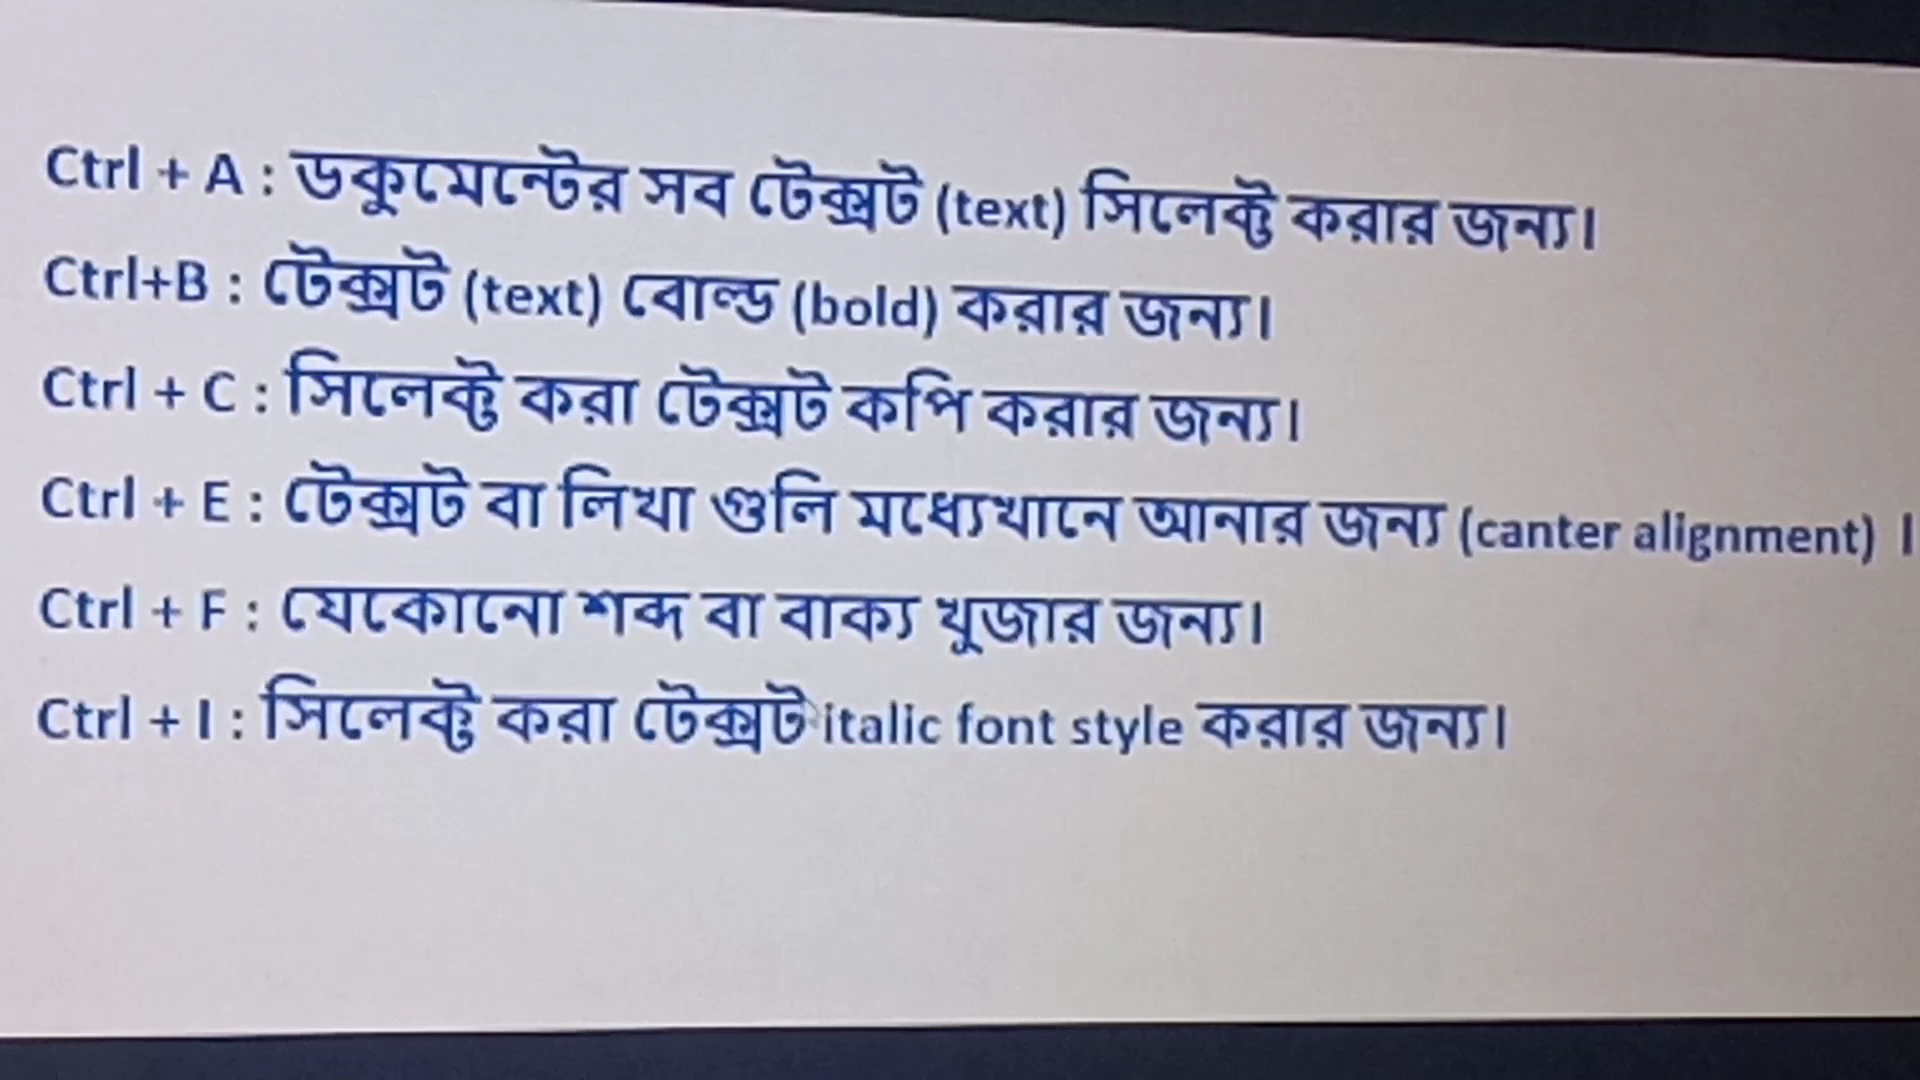 Ctrl + A : ডকুমেন্টের সব টেক্সট (text) সিলেক্ট করার জন্য।
Ctrl+B : টেক্সট (text) বোল্ড (bold) করার জন্য।
Ctrl + C : সিলেক্ট করা টেক্সট কপি করার জন্য।
Ctrl + E : টেক্সট বা লিখা গুলি মধ্যেখানে আনার জন্য (canter alignment) ।
Ctrl + F : যেকোনো শব্দ বা বাক্য খুজার জন্য।
Ctrl + I : সিলেক্ট করা টেক্সট italic font style করার জন্য।